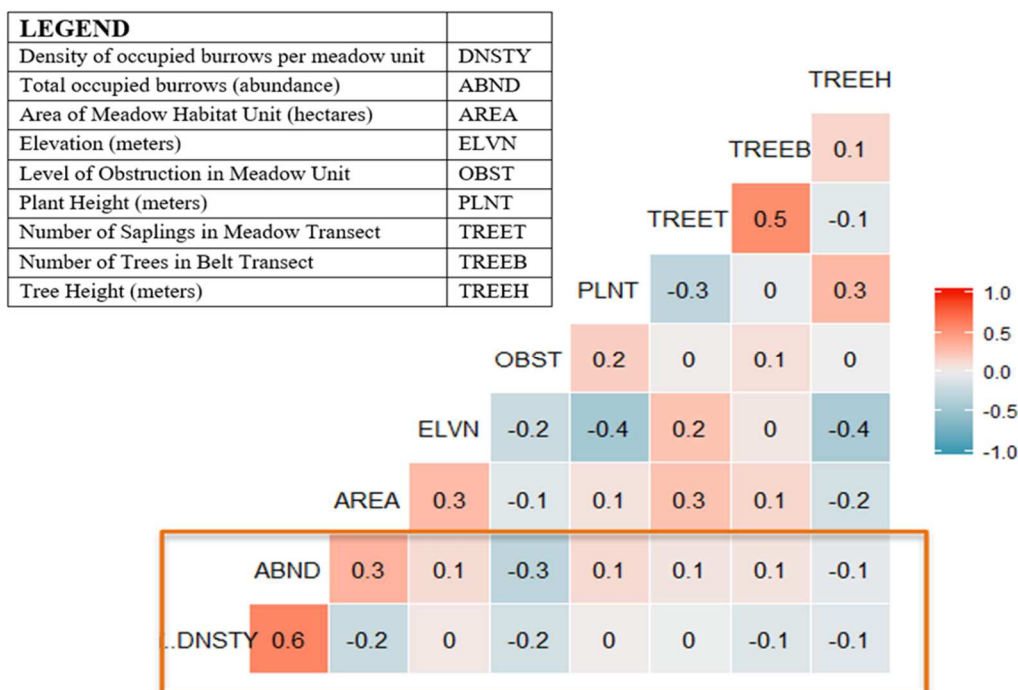 LEGEND
Density of occupied burrows per meadow unit DNSTY
Total occupied burrows (abundance) ABND
Area of Meadow Habitat Unit (hectares) AREA
Elevation (meters) ELVN
Level of Obstruction in Meadow Unit OBST
Plant Height (meters) PLNT
Number of Saplings in Meadow Transect TREET
Number of Trees in Belt Transect TREEB
Tree Height (meters) TREEH
TREEH
TREEB 0.1
TREET 0.5 -0.1
PLNT -0.3 0 0.3
OBST 0.2 0 0.1 0
ELVN -0.2 -0.4 0.2 0 -0.4
AREA 0.3 -0.1 0.1 0.3 0.1 -0.2
ABND 0.3 0.1 -0.3 0.1 0.1 0.1 -0.1
..DNSTY 0.6 -0.2 0 -0.2 0 0 -0.1 -0.1
1.0
0.5
0.0
-0.5
-1.0